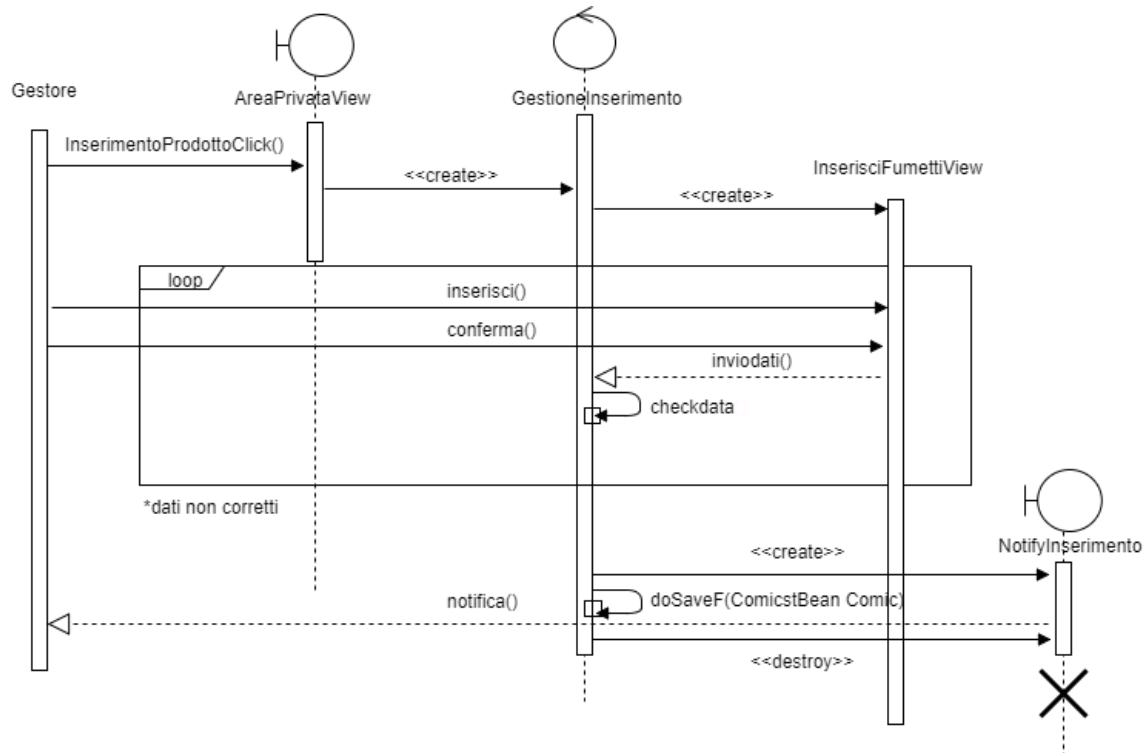 Gestore
AreaPrivataView
GestioneInserimento
InserimentoProdottoClick()
<<create>>
InserisciFumettiView
<<create>>
loop
inserisci()
conferma()
inviodati()
checkdata
*dati non corretti
NotifyInserimento
<<create>>
notifica()
doSaveF(ComicstBean Comic)
<<destroy>>